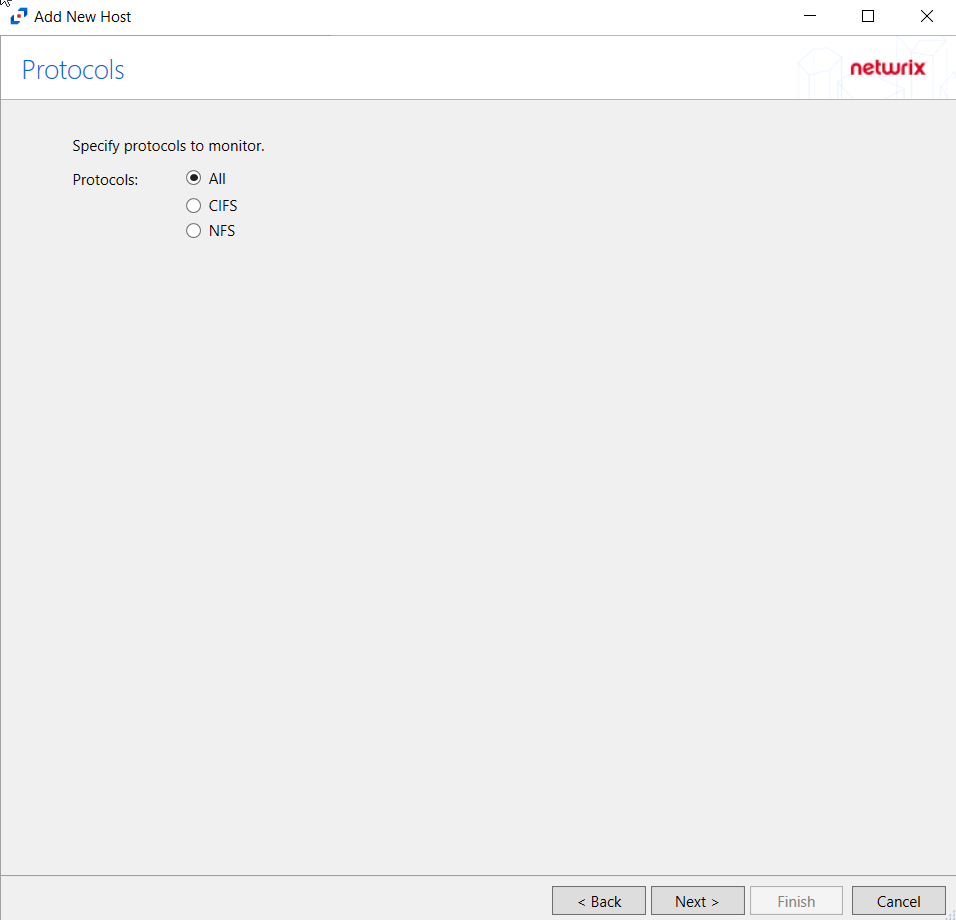 Add New Host
Protocols
netwrix
Specify protocols to monitor.
Protocols:
All
CIFS
NFS
< Back
Next >
Finish
Cancel